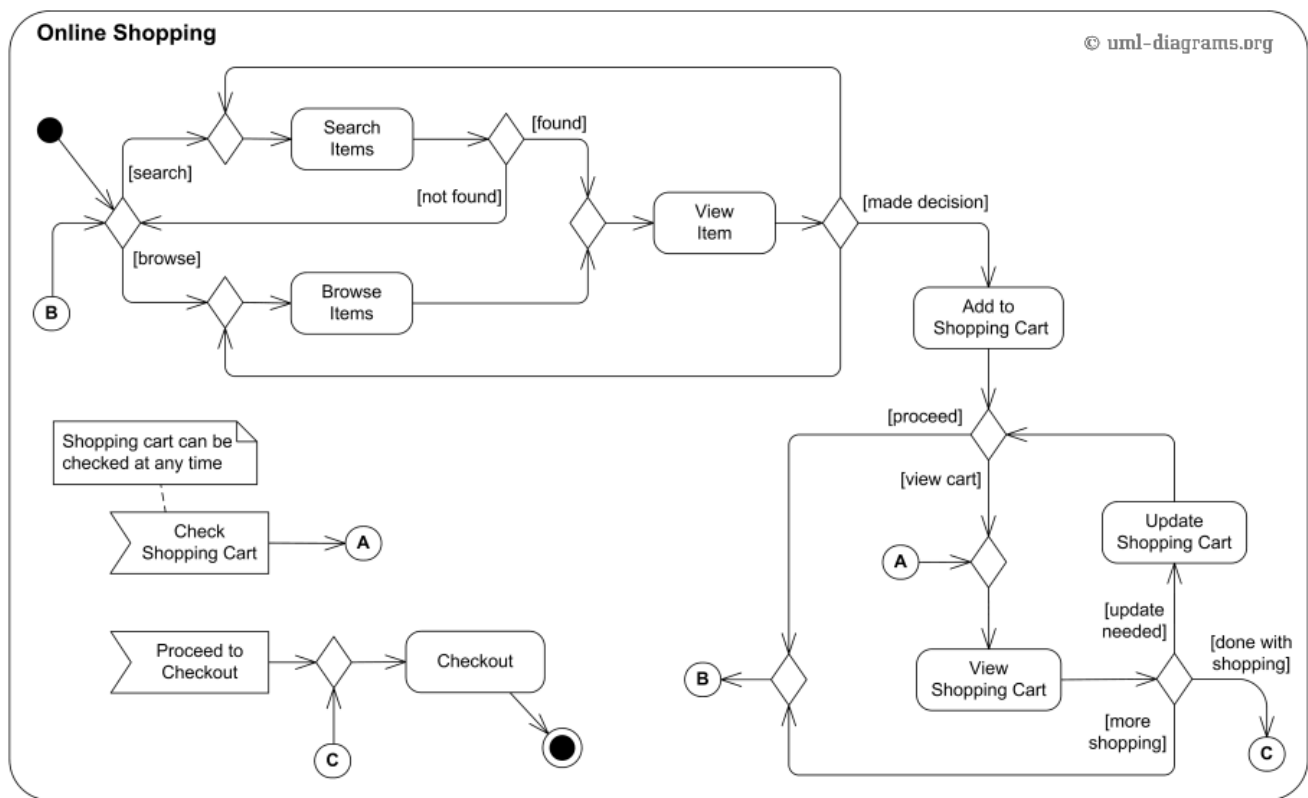 Online Shopping
© uml-diagrams.org
Search
Items
[found]
[search]
[not found]
View
Item
[made decision]
[browse]
B
Browse
Items
Add to
Shopping Cart
Shopping cart can be
checked at any time
[proceed]
[view cart]
Check
Shopping Cart
A
Update
Shopping Cart
A
[update
needed]
[done with
shopping]
Proceed to
Checkout
Checkout
B
View
Shopping Cart
[more
shopping]
C
C